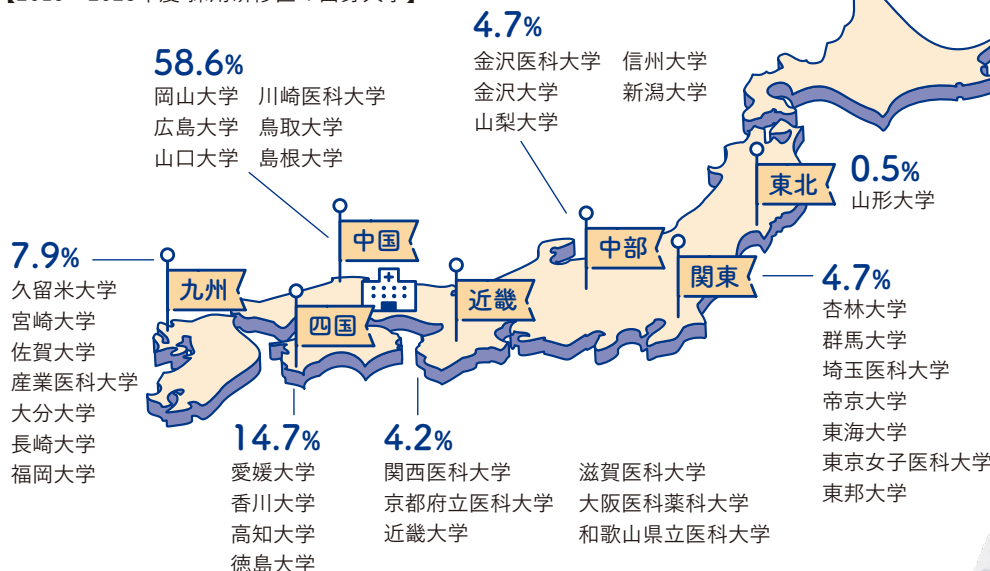 58.6%
岡山大学 川崎医科大学
広島大学 鳥取大学
山口大学 島根大学
4.7%
金沢医科大学 信州大学
金沢大学 新潟大学
山梨大学
東北
0.5%
山形大学
中国
中部
関東
7.9%
久留米大学
宮崎大学
佐賀大学
産業医科大学
大分大学
長崎大学
福岡大学
九州
四国
近畿
4.7%
杏林大学
群馬大学
埼玉医科大学
帝京大学
東海大学
東京女子医科大学
東邦大学
14.7%
愛媛大学
香川大学
高知大学
徳島大学
4.2%
関西医科大学 滋賀医科大学
京都府立医科大学 大阪医科薬科大学
近畿大学 和歌山県立医科大学